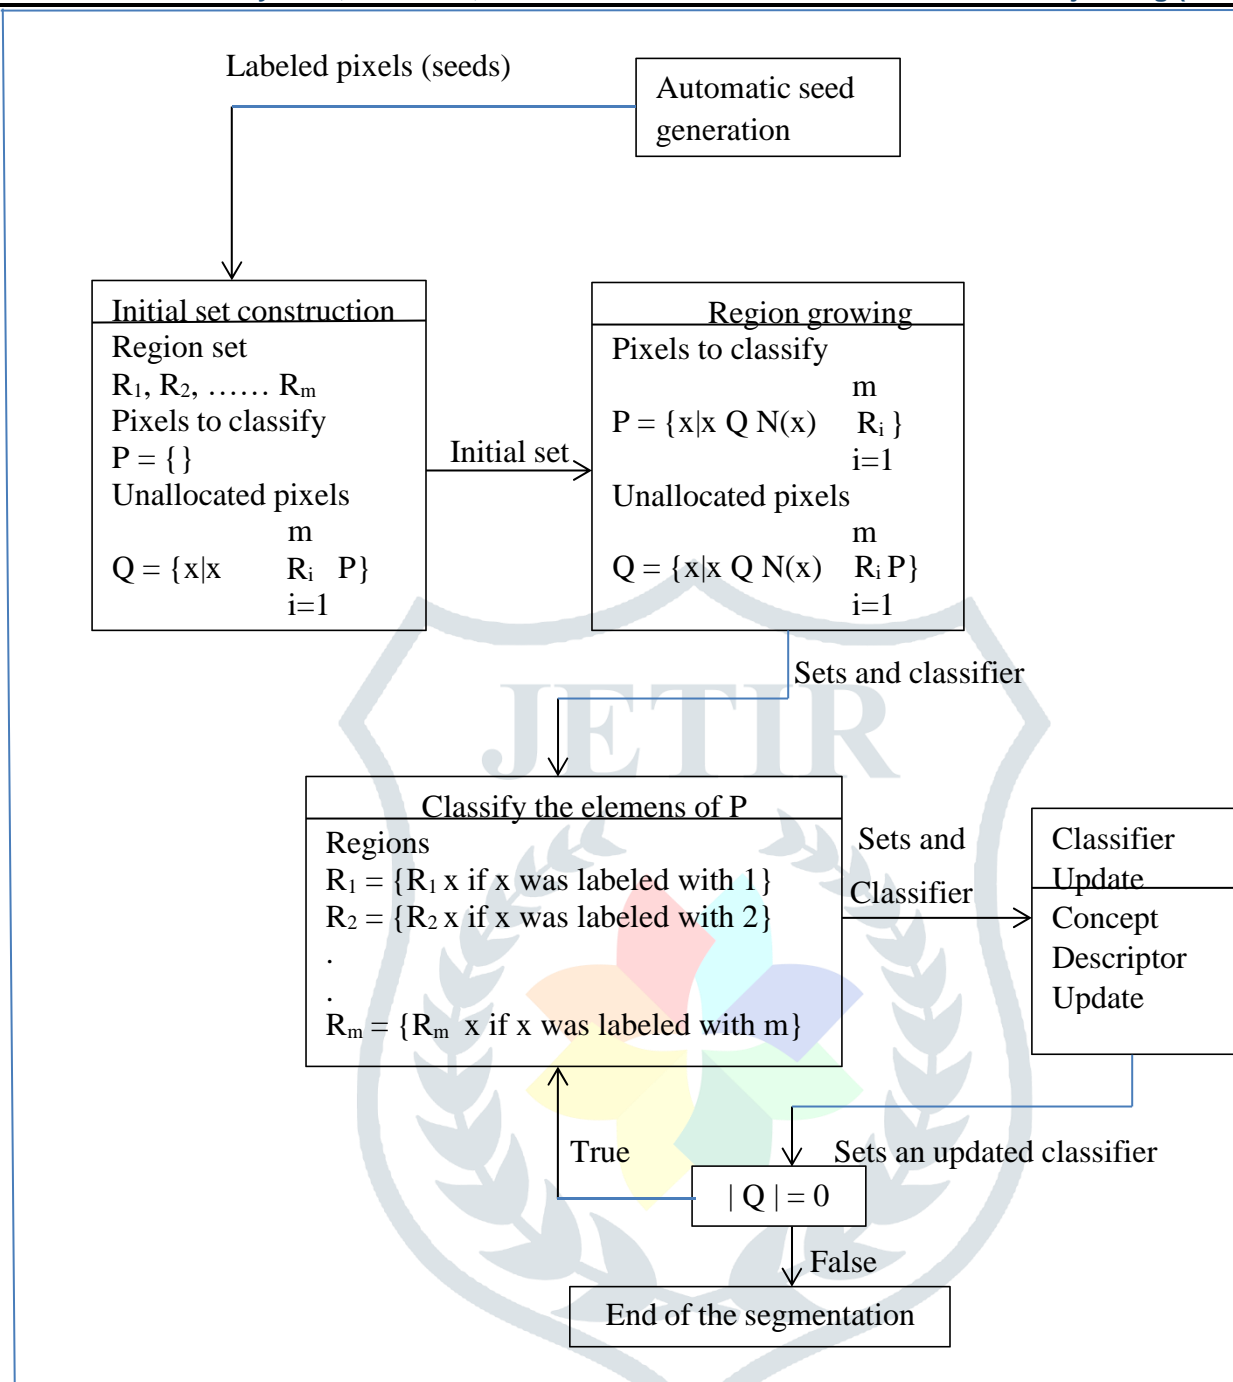 Labeled pixels (seeds)
Automatic seed
generation
Initial set construction
Region set
R₁, R₂, …… Rₘ
Pixels to classify
P = {}
Unallocated pixels
m
Q = {x|x Rᵢ P}
i=1
Initial set
Region growing
Pixels to classify
m
P = {x|x Q N(x) Rᵢ }
i=1
Unallocated pixels
m
Q = {x|x Q N(x) Rᵢ P}
i=1
Sets and classifier
JETIR
Classify the elemens of P
Regions
R₁ = {R₁ x if x was labeled with 1}
R₂ = {R₂ x if x was labeled with 2}
.
.
Rₘ = {Rₘ x if x was labeled with m}
Sets and
Classifier
Classifier
Update
Concept
Descriptor
Update
True
Sets an updated classifier
| Q | = 0
False
End of the segmentation